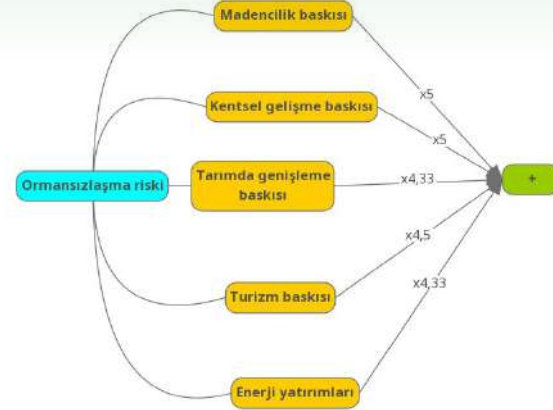 Madencilik baskısı
x5
Kentsel gelişme baskısı
x5
Ormansızlaşma riski
Tarımda genişleme
baskısı
x4,33
+
x4,5
Turizm baskısı
x4,33
Enerji yatırımları